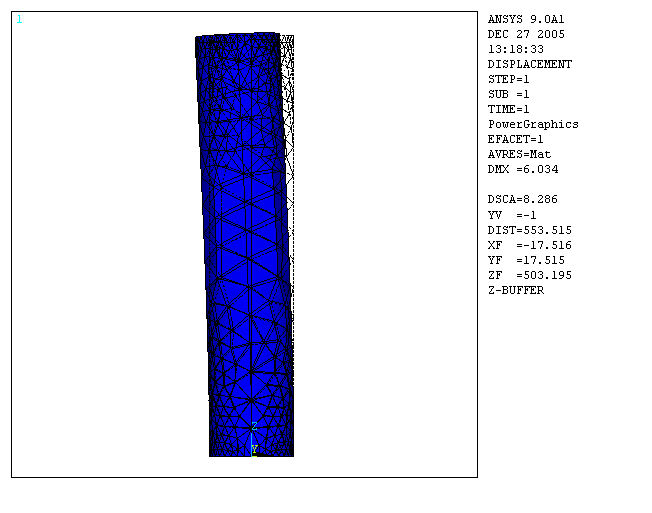 1
ANSYS 9.0A1
DEC 27 2005
13:18:33
DISPLACEMENT
STEP=1
SUB =1
TIME=1
PowerGraphics
EFACET=1
AVRES=Mat
DMX =6.034
DSCA=8.286
YV =-1
DIST=553.515
XF =-17.516
YF =17.515
ZF =503.195
Z-BUFFER
Z
Y